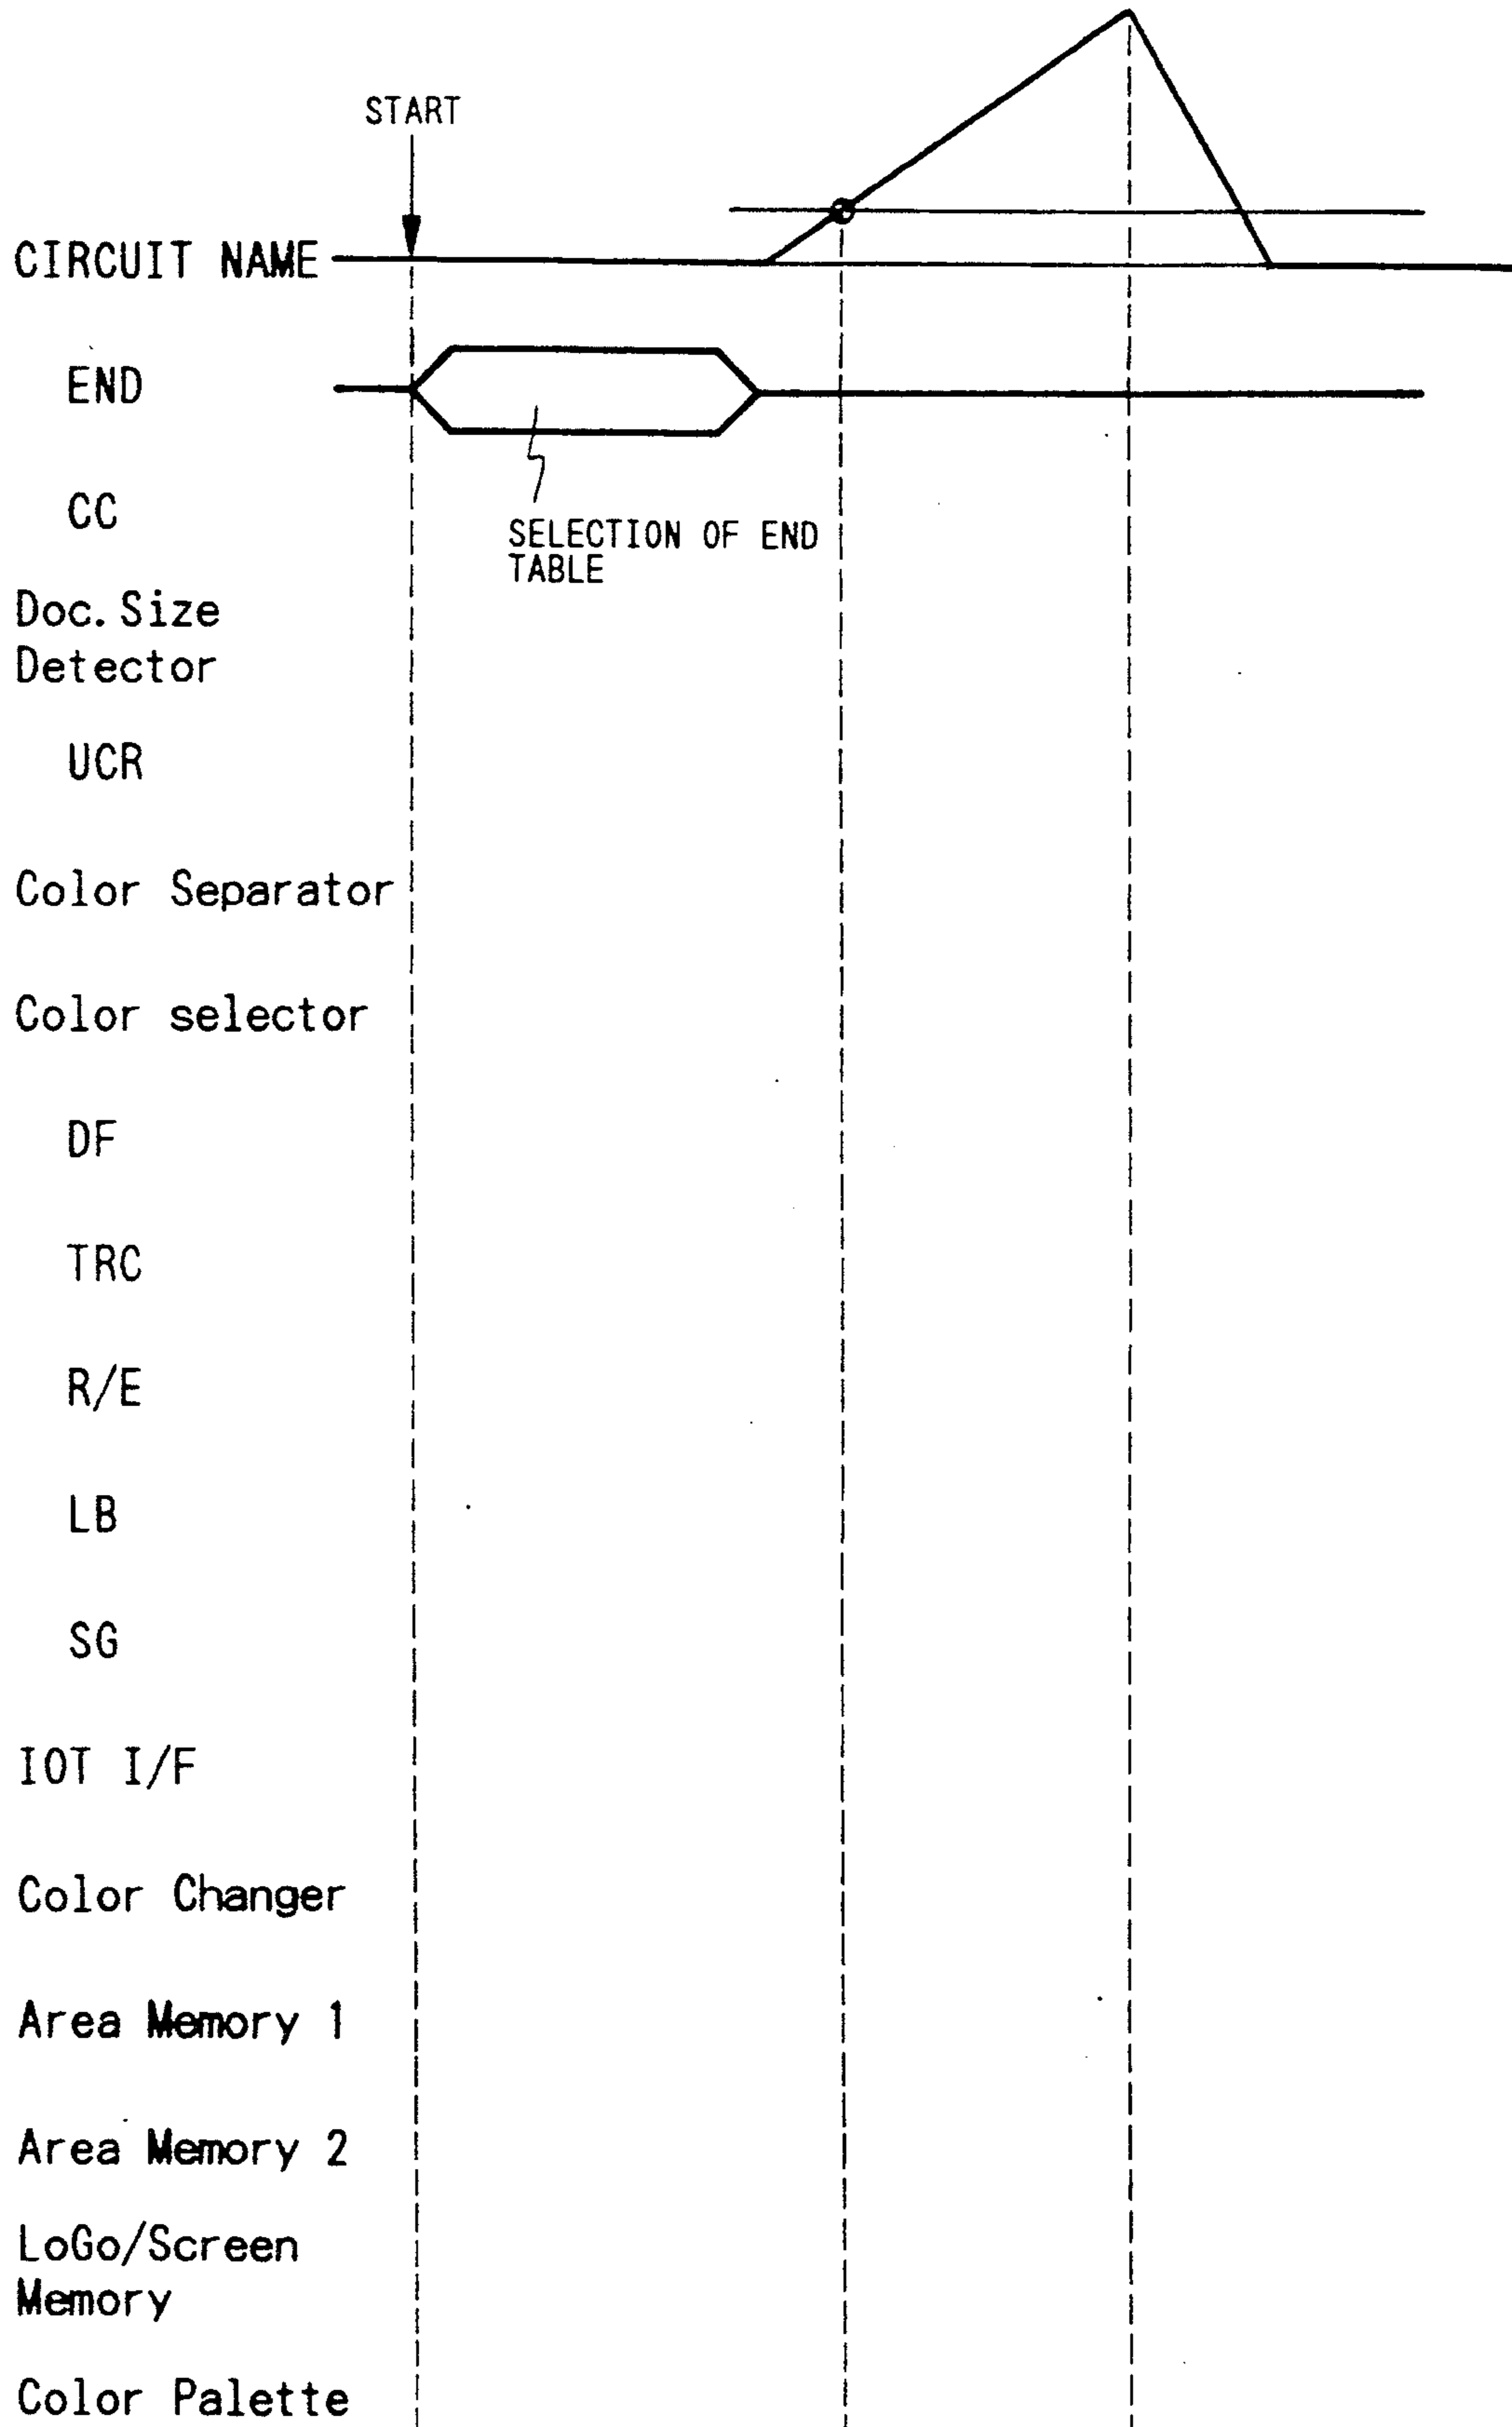 START
CIRCUIT NAME
END
CC
SELECTION OF END
TABLE
Doc.Size
Detector
UCR
Color Separator
Color selector
DF
TRC
R/E
LB
SG
IOT I/F
Color Changer
Area Memory 1
Area Memory 2
LoGo/Screen
Memory
Color Palette